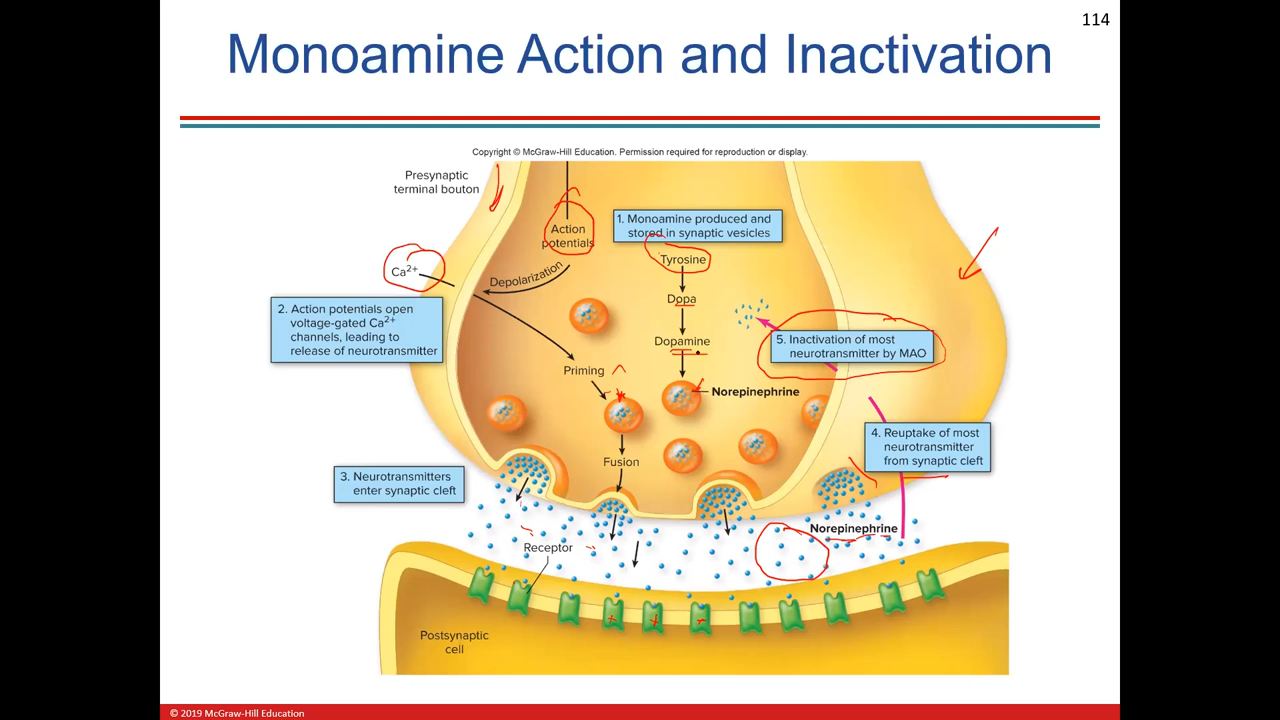 114
Monoamine Action and Inactivation
Copyright © McGraw-Hill Education. Permission required for reproduction or display.
Presynaptic
terminal bouton
Action
potentials
1. Monoamine produced and
stored in synaptic vesicles
Tyrosine
Ca2+
Depolarization
Dopa
2. Action potentials open
voltage-gated Ca2+
channels, leading to
release of neurotransmitter
Dopamine
5. Inactivation of most
neurotransmitter by MAO
Priming
Norepinephrine
4. Reuptake of most
neurotransmitter
from synaptic cleft
Fusion
3. Neurotransmitters
enter synaptic cleft
Norepinephrine
Receptor
Postsynaptic
cell
© 2019 McGraw-Hill Education